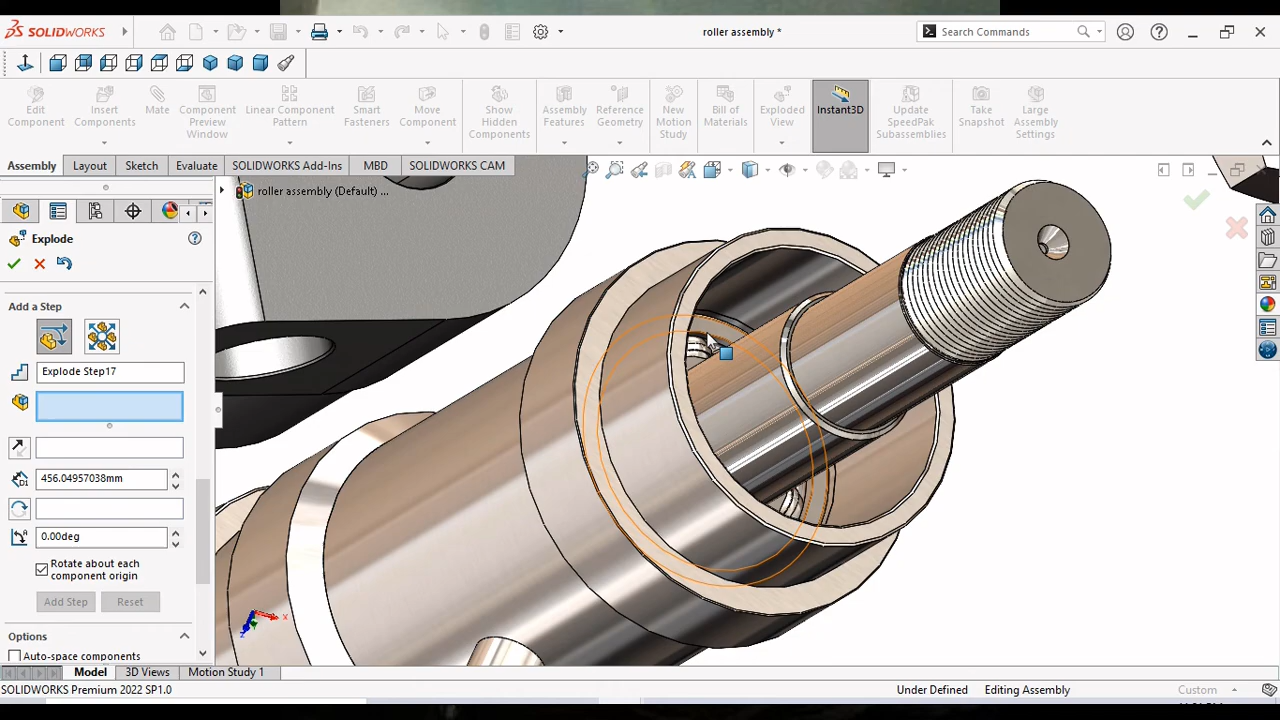 SOLIDWORKS
roller assembly *
Search Commands
Edit Component
Insert Components
Mate
Component Preview Window
Linear Component Pattern
Smart Fasteners
Move Component
Show Hidden Components
Assembly Features
Reference Geometry
New Motion Study
Bill of Materials
Exploded View
Instant3D
Update SpeedPak Subassemblies
Take Snapshot
Large Assembly Settings
Assembly
Layout
Sketch
Evaluate
SOLIDWORKS Add-Ins
MBD
SOLIDWORKS CAM
roller assembly (Default) ...
Explode
Add a Step
Explode Step17
456.04957038mm
0.00deg
Rotate about each
component origin
Add Step
Reset
Options
Auto-space components
x
z
Model
3D Views
Motion Study 1
SOLIDWORKS Premium 2022 SP1.0
Under Defined
Editing Assembly
Custom